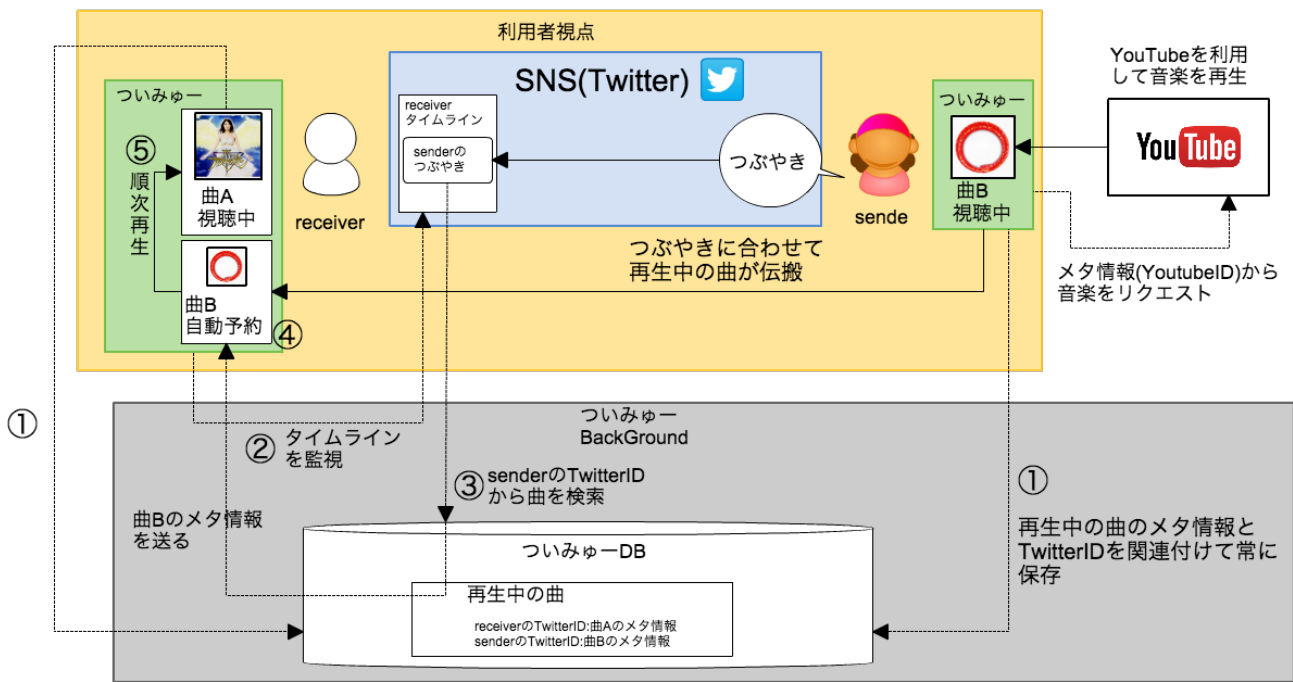 利用者視点
ついみゅー
⑤
順次再生
曲A
視聴中
曲B
自動予約
④
receiver
SNS(Twitter)
receiver
タイムライン
senderの
つぶやき
つぶやき
sende
ついみゅー
曲B
視聴中
YouTubeを利用
して音楽を再生
YouTube
メタ情報(YoutubeID)から
音楽をリクエスト
つぶやきに合わせて
再生中の曲が伝搬
①
ついみゅー
BackGround
② タイムライン
を監視
③ senderのTwitterID
から曲を検索
曲Bのメタ情報
を送る
①
再生中の曲のメタ情報と
TwitterIDを関連付けて常に
保存
ついみゅーDB
再生中の曲
receiverのTwitterID:曲Aのメタ情報
senderのTwitterID:曲Bのメタ情報